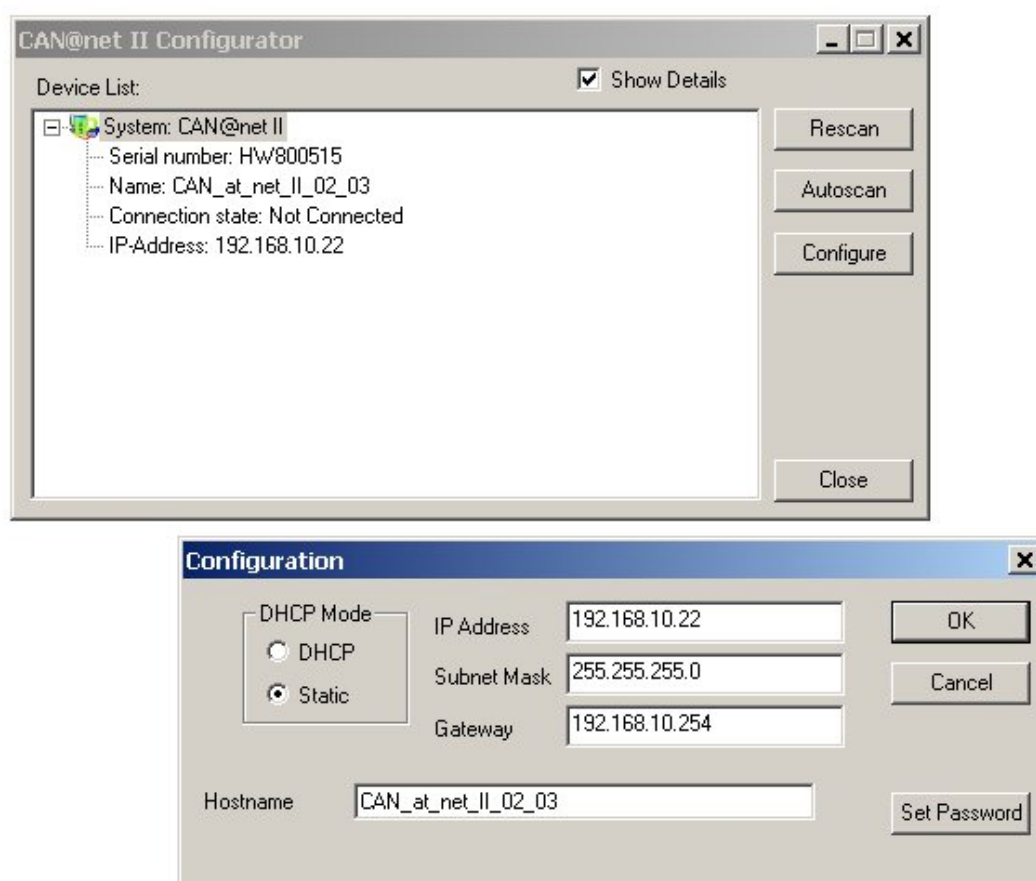 CAN@net II Configurator
Device List:
Show Details
System: CAN@net II
Serial number: HW800515
Name: CAN_at_net_II_02_03
Connection state: Not Connected
IP-Address: 192.168.10.22
Rescan
Autoscan
Configure
Close
Configuration
DHCP Mode
DHCP
Static
IP Address 192.168.10.22
Subnet Mask 255.255.255.0
Gateway 192.168.10.254
OK
Cancel
Hostname CAN_at_net_II_02_03
Set Password